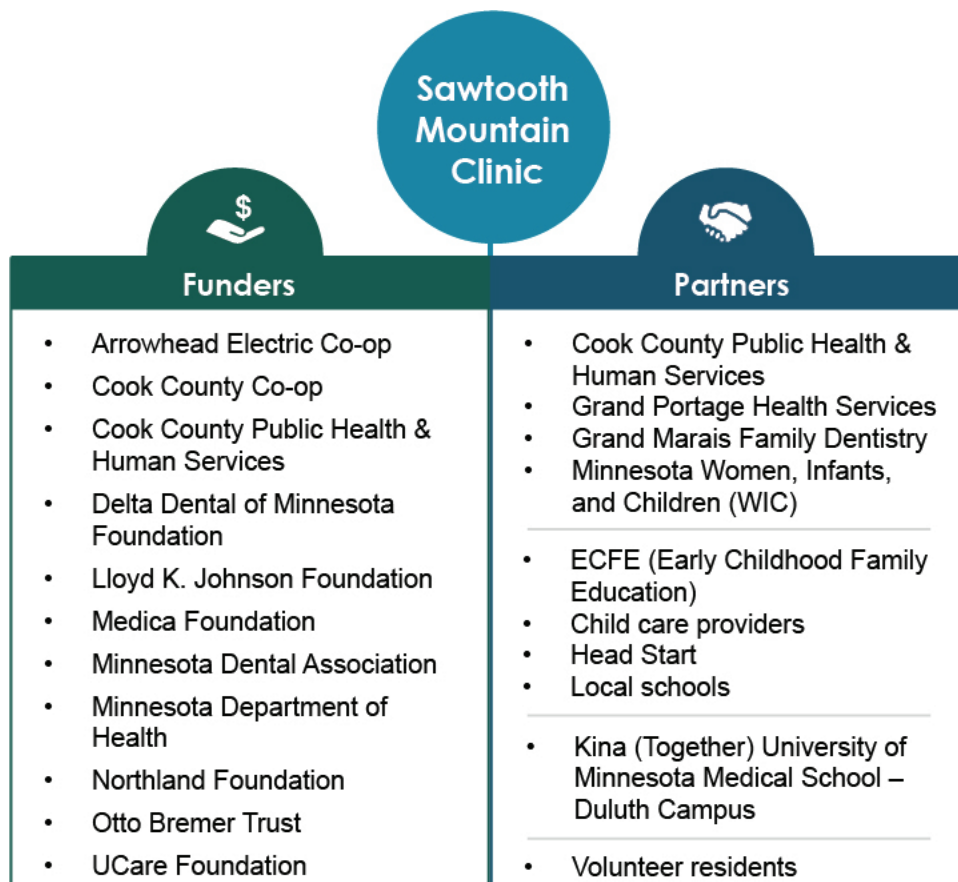 Sawtooth
Mountain
Clinic
$
Funders
• Arrowhead Electric Co-op
• Cook County Co-op
• Cook County Public Health &
Human Services
• Delta Dental of Minnesota
Foundation
• Lloyd K. Johnson Foundation
• Medica Foundation
• Minnesota Dental Association
• Minnesota Department of
Health
• Northland Foundation
• Otto Bremer Trust
• UCare Foundation
Partners
• Cook County Public Health &
Human Services
• Grand Portage Health Services
• Grand Marais Family Dentistry
• Minnesota Women, Infants,
and Children (WIC)
• ECFE (Early Childhood Family
Education)
• Child care providers
• Head Start
• Local schools
• Kina (Together) University of
Minnesota Medical School –
Duluth Campus
• Volunteer residents